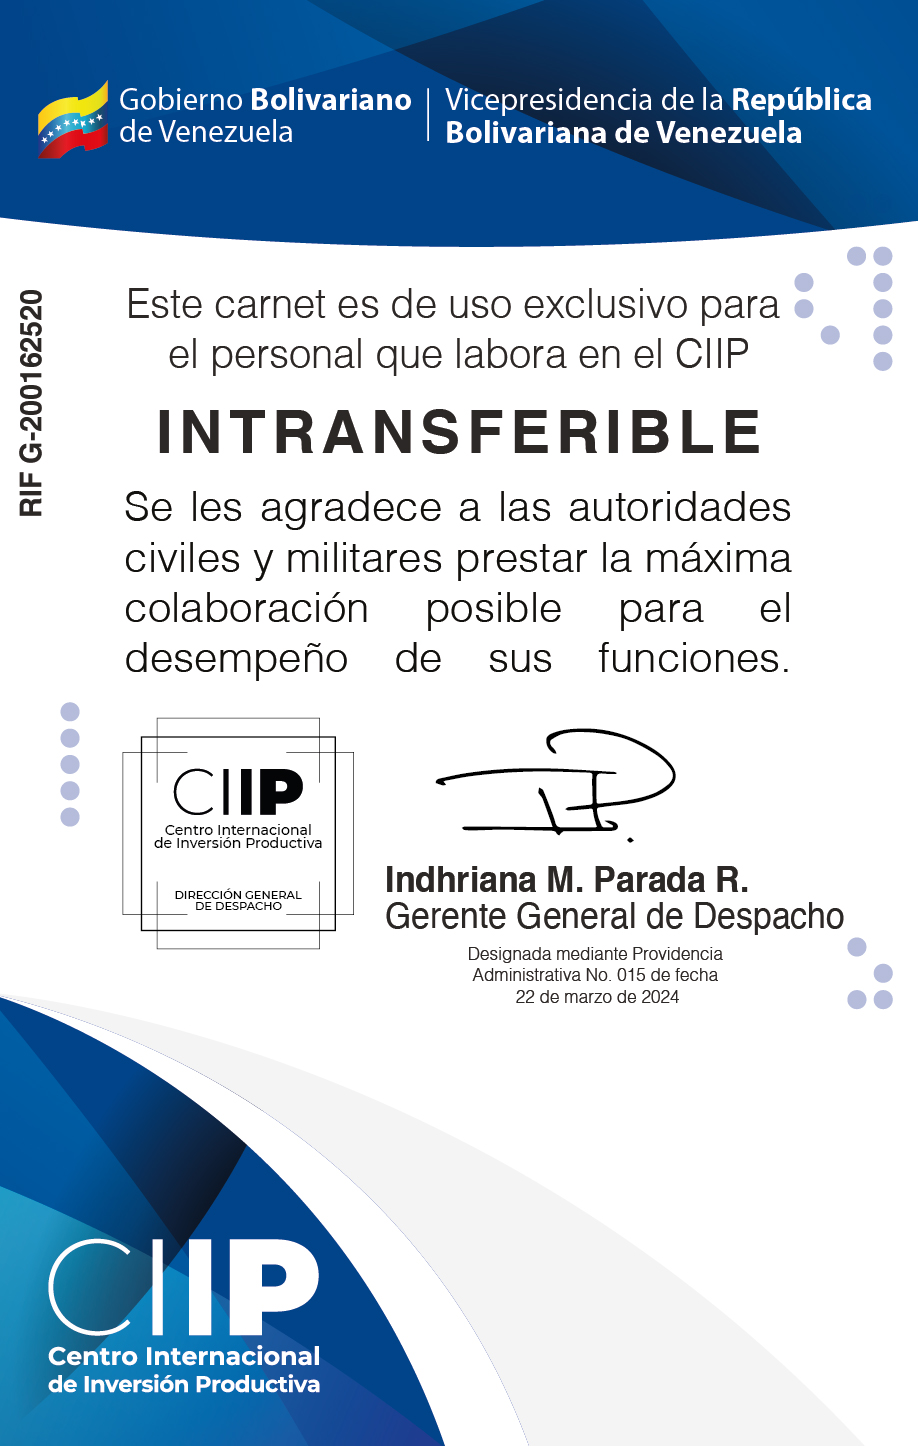 Gobierno Bolivariano
de Venezuela
Vicepresidencia de la República
Bolivariana de Venezuela
RIF G-200162520
Este carnet es de uso exclusivo para
el personal que labora en el CIIP
INTRANSFERIBLE
Se les agradece a las autoridades
civiles y militares prestar la máxima
colaboración posible para el
desempeño de sus funciones.
CIIP
Centro Internacional
de Inversión Productiva
DIRECCIÓN GENERAL
DE DESPACHO
Indhriana M. Parada R.
Gerente General de Despacho
Designada mediante Providencia
Administrativa No. 015 de fecha
22 de marzo de 2024
CIIP
Centro Internacional
de Inversión Productiva